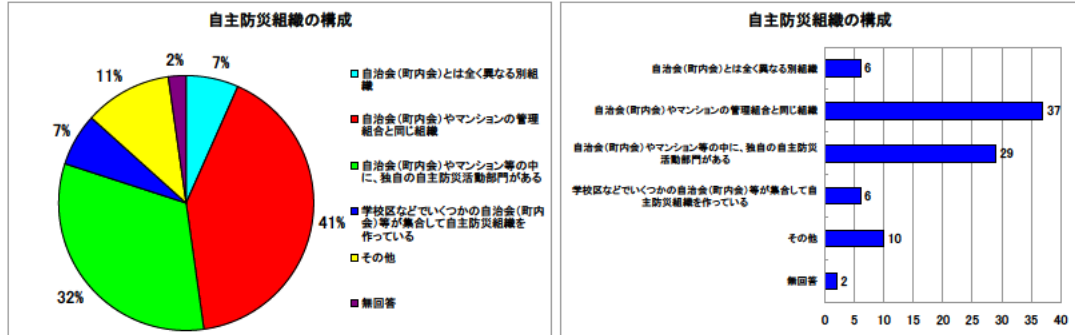 自主防災組織の構成
2%
7%
11%
7%
41%
32%
自治会(町内会)とは全く異なる別組
織
自治会(町内会)やマンションの管理
組合と同じ組織
自治会(町内会)やマンション等の中
に、独自の自主防災活動部門がある
学校区などでいくつかの自治会(町内
会)等が集合して自主防災組織を
作っている
その他
無回答
自主防災組織の構成
自治会(町内会)とは全く異なる別組織
6
自治会(町内会)やマンションの管理組合と同じ組織
37
自治会(町内会)やマンション等の中に、独自の自主防災
活動部門がある
29
学校区などでいくつかの自治会(町内会)等が集合して自
主防災組織を作っている
6
その他
10
無回答
2
0 5 10 15 20 25 30 35 40